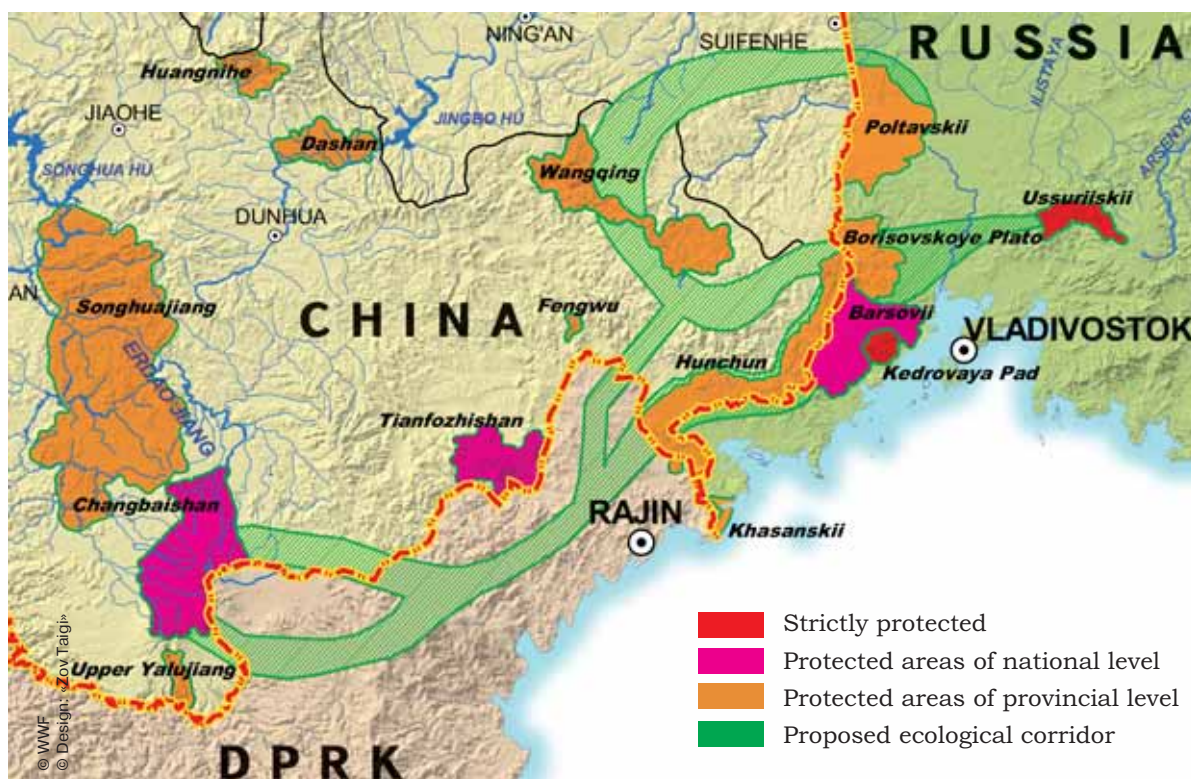 NING'AN
SUIFENHE
RUSSIA
Huangnihe
ILISTAYA
JIAOHE
Poltavskii
JINGBO HU
Dashan
ARSENYE
SONGHUA HU
Wangqing
Ussuriiskii
DUNHUA
Borisovskoye Plato
AN
Songhuajiang
CHINA
Fengwu
Barsovii
VLADIVOSTOK
ERDAO JIANG
Hunchun
Kedrovaya Pad
Tianfozhishan
Changbaishan
RAJIN
Khasanskii
Upper Yalujiang
DPRK
© WWF
© Design: «Zov Taigi»
Strictly protected
Protected areas of national level
Protected areas of provincial level
Proposed ecological corridor